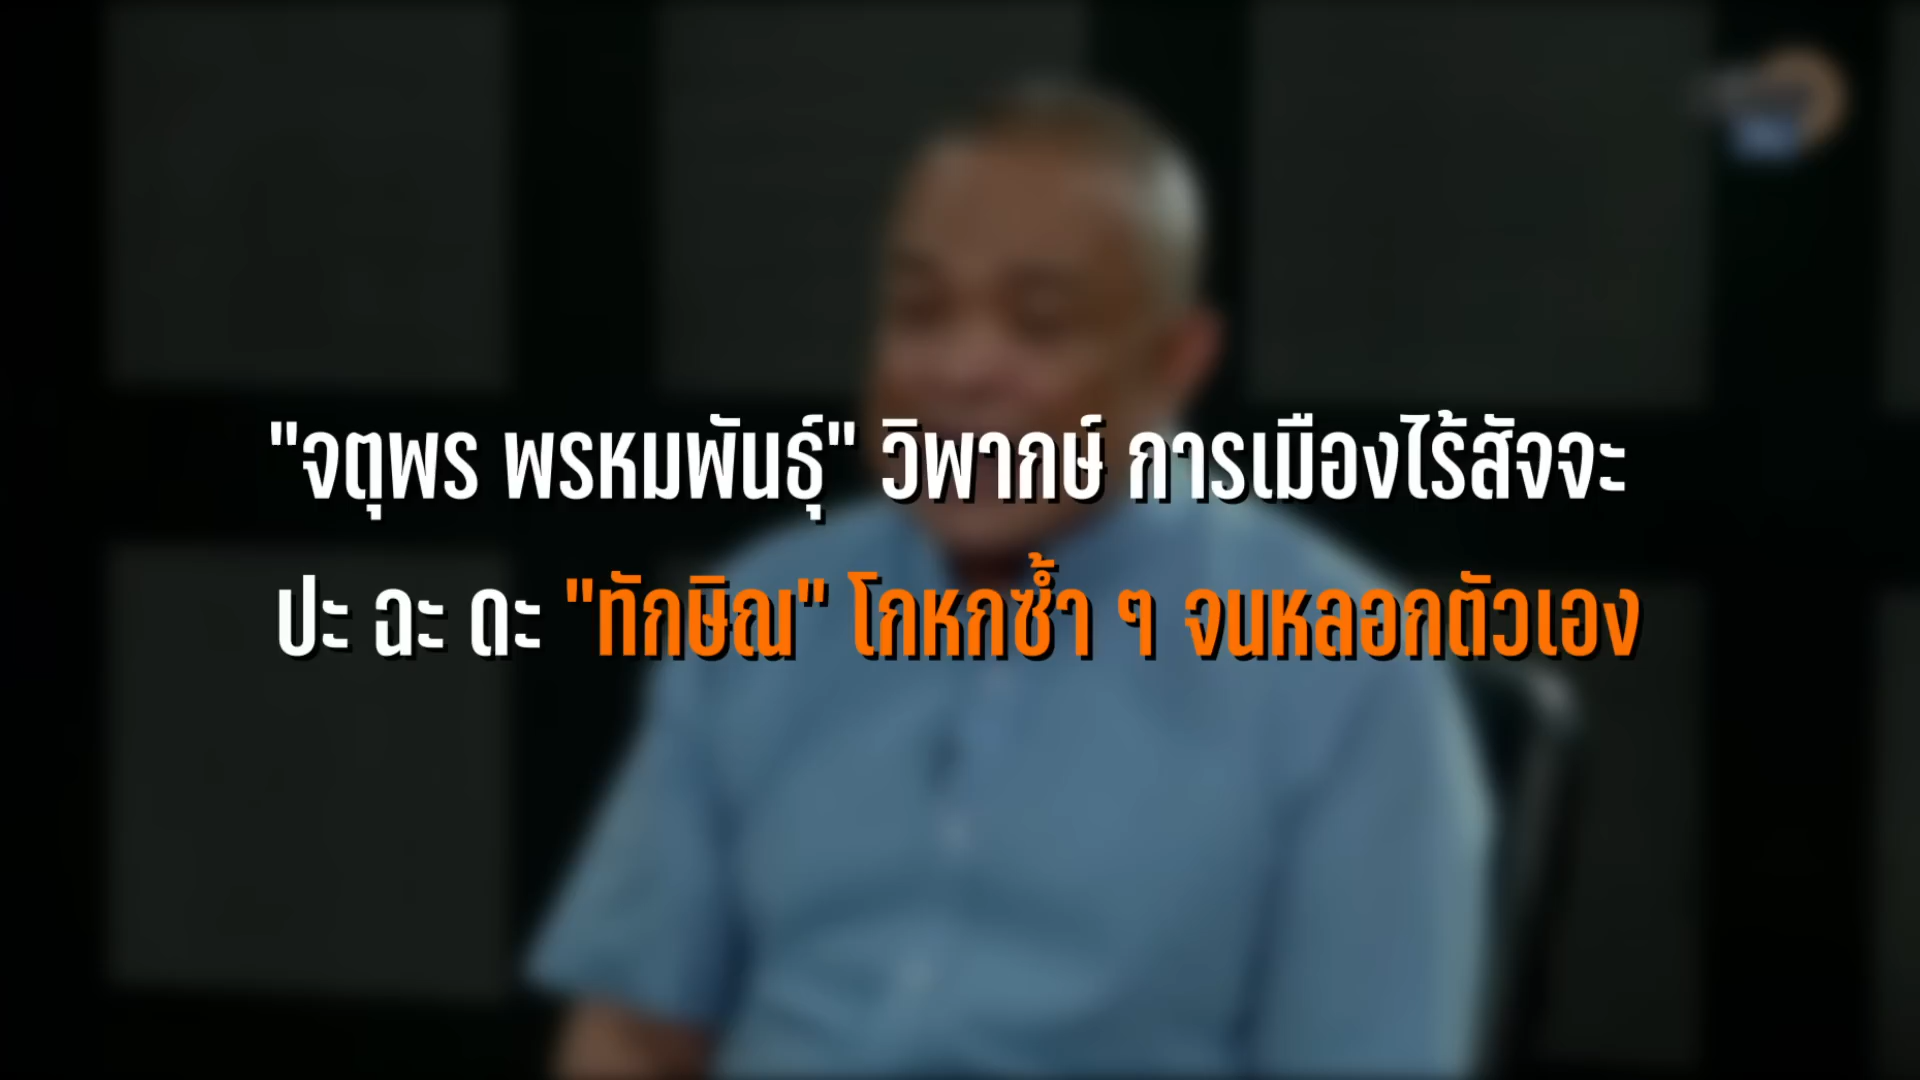 "จตุพร พรหมพันธุ์" วิพากษ์ การเมืองไร้สัจจะ
ปะ ฉะ ดะ "ทักษิณ" โกหกซ้ำ ๆ จนหลอกตัวเอง